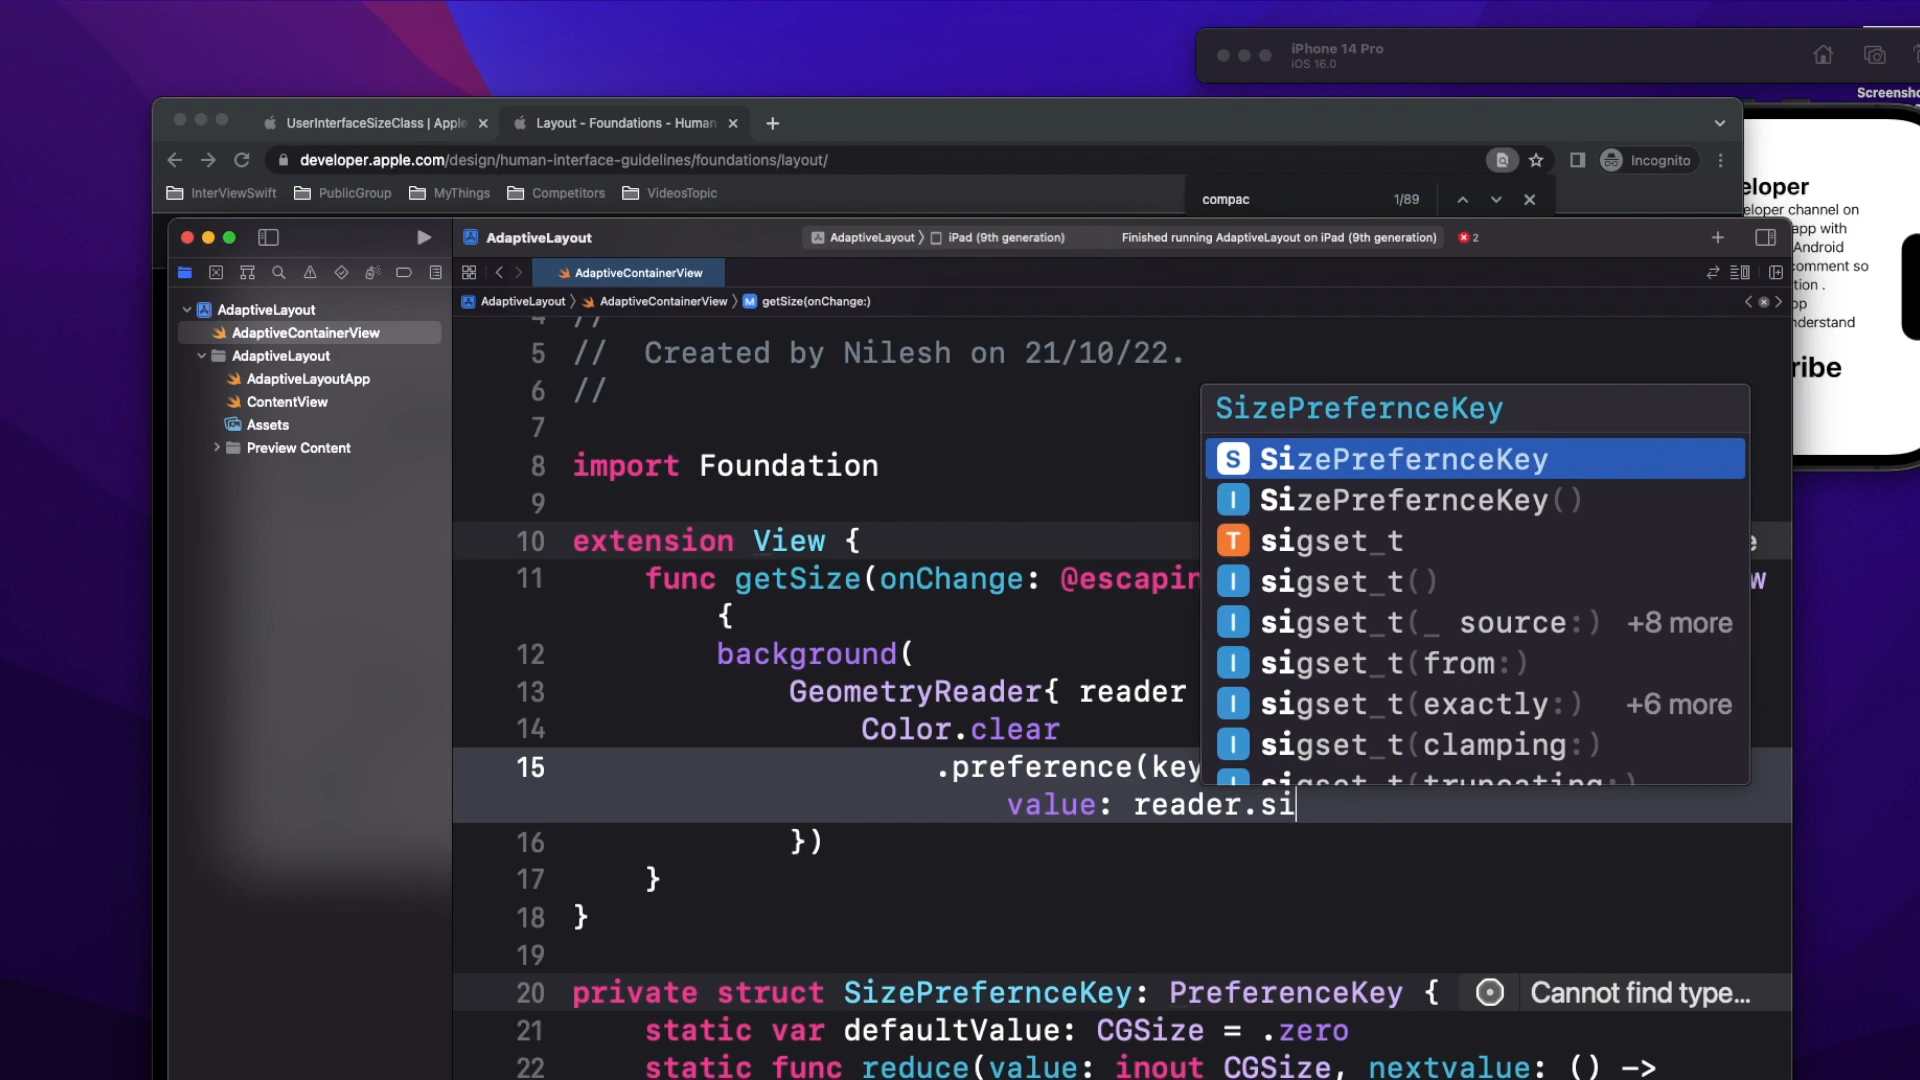 iPhone 14 Pro
iOS 16.0
UserInterfaceSizeClass | Apple
Layout - Foundations - Human
developer.apple.com/design/human-interface-guidelines/foundations/layout/
Incognito
InterViewSwift
PublicGroup
MyThings
Competitors
VideosTopic
compac
1/89
eloper
eloper channel on
app with
Android
comment so
tion .
op
nderstand
ribe
AdaptiveLayout
AdaptiveLayout
iPad (9th generation)
Finished running AdaptiveLayout on iPad (9th generation)
2
AdaptiveContainerView
AdaptiveLayout
AdaptiveContainerView
M
getSize(onChange:)
AdaptiveLayout
AdaptiveContainerView
AdaptiveLayout
AdaptiveLayoutApp
ContentView
Assets
Preview Content
4 //
5 // Created by Nilesh on 21/10/22.
6 //
7
8 import Foundation
9
10 extension View {
11 func getSize(onChange: @escapin
{
12 background(
13 GeometryReader{ reader
14 Color.clear
15 .preference(key
value: reader.si
16 })
17 }
18 }
19
20 private struct SizePrefernceKey: PreferenceKey {
Cannot find type...
21 static var defaultValue: CGSize = .zero
22 static func reduce(value: inout CGSize, nextvalue: () ->
SizePrefernceKey
S SizePrefernceKey
I SizePrefernceKey()
T sigset_t
I sigset_t()
I sigset_t(_ source:) +8 more
I sigset_t(from:)
I sigset_t(exactly:) +6 more
I sigset_t(clamping:)
I sigset_t(truncating:)